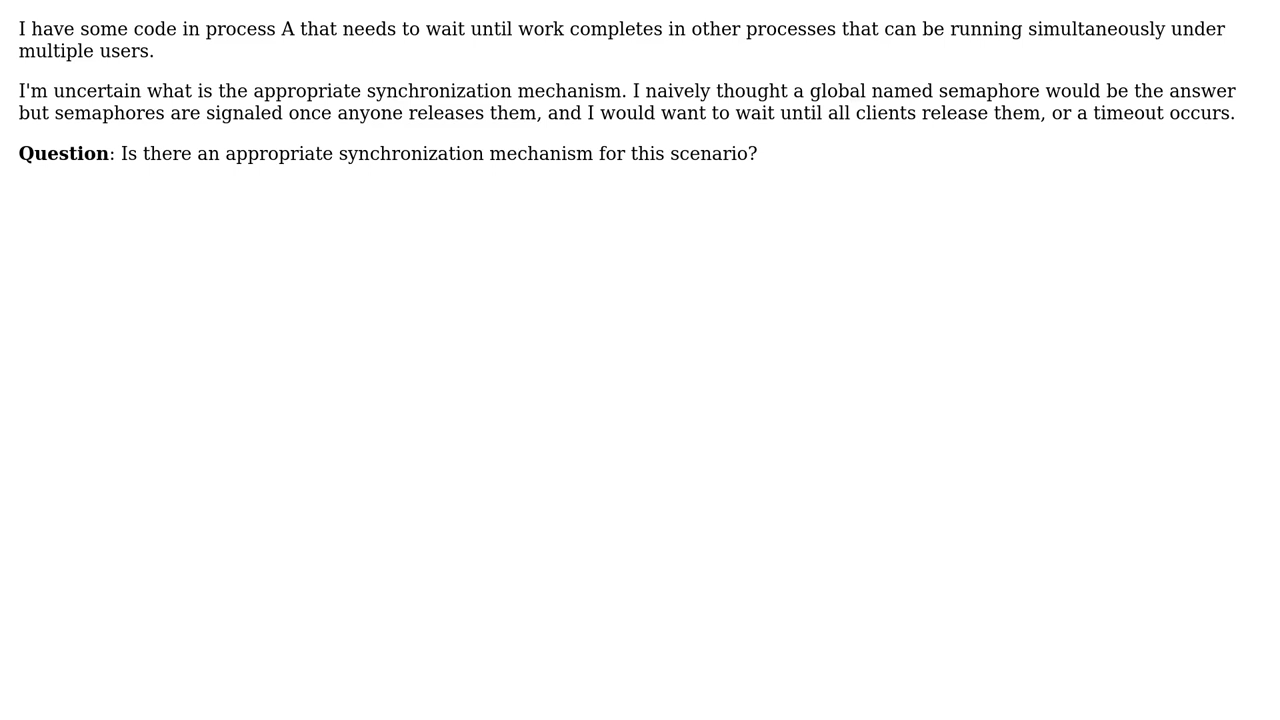 I have some code in process A that needs to wait until work completes in other processes that can be running simultaneously under
multiple users.
I'm uncertain what is the appropriate synchronization mechanism. I naively thought a global named semaphore would be the answer
but semaphores are signaled once anyone releases them, and I would want to wait until all clients release them, or a timeout occurs.
Question: Is there an appropriate synchronization mechanism for this scenario?